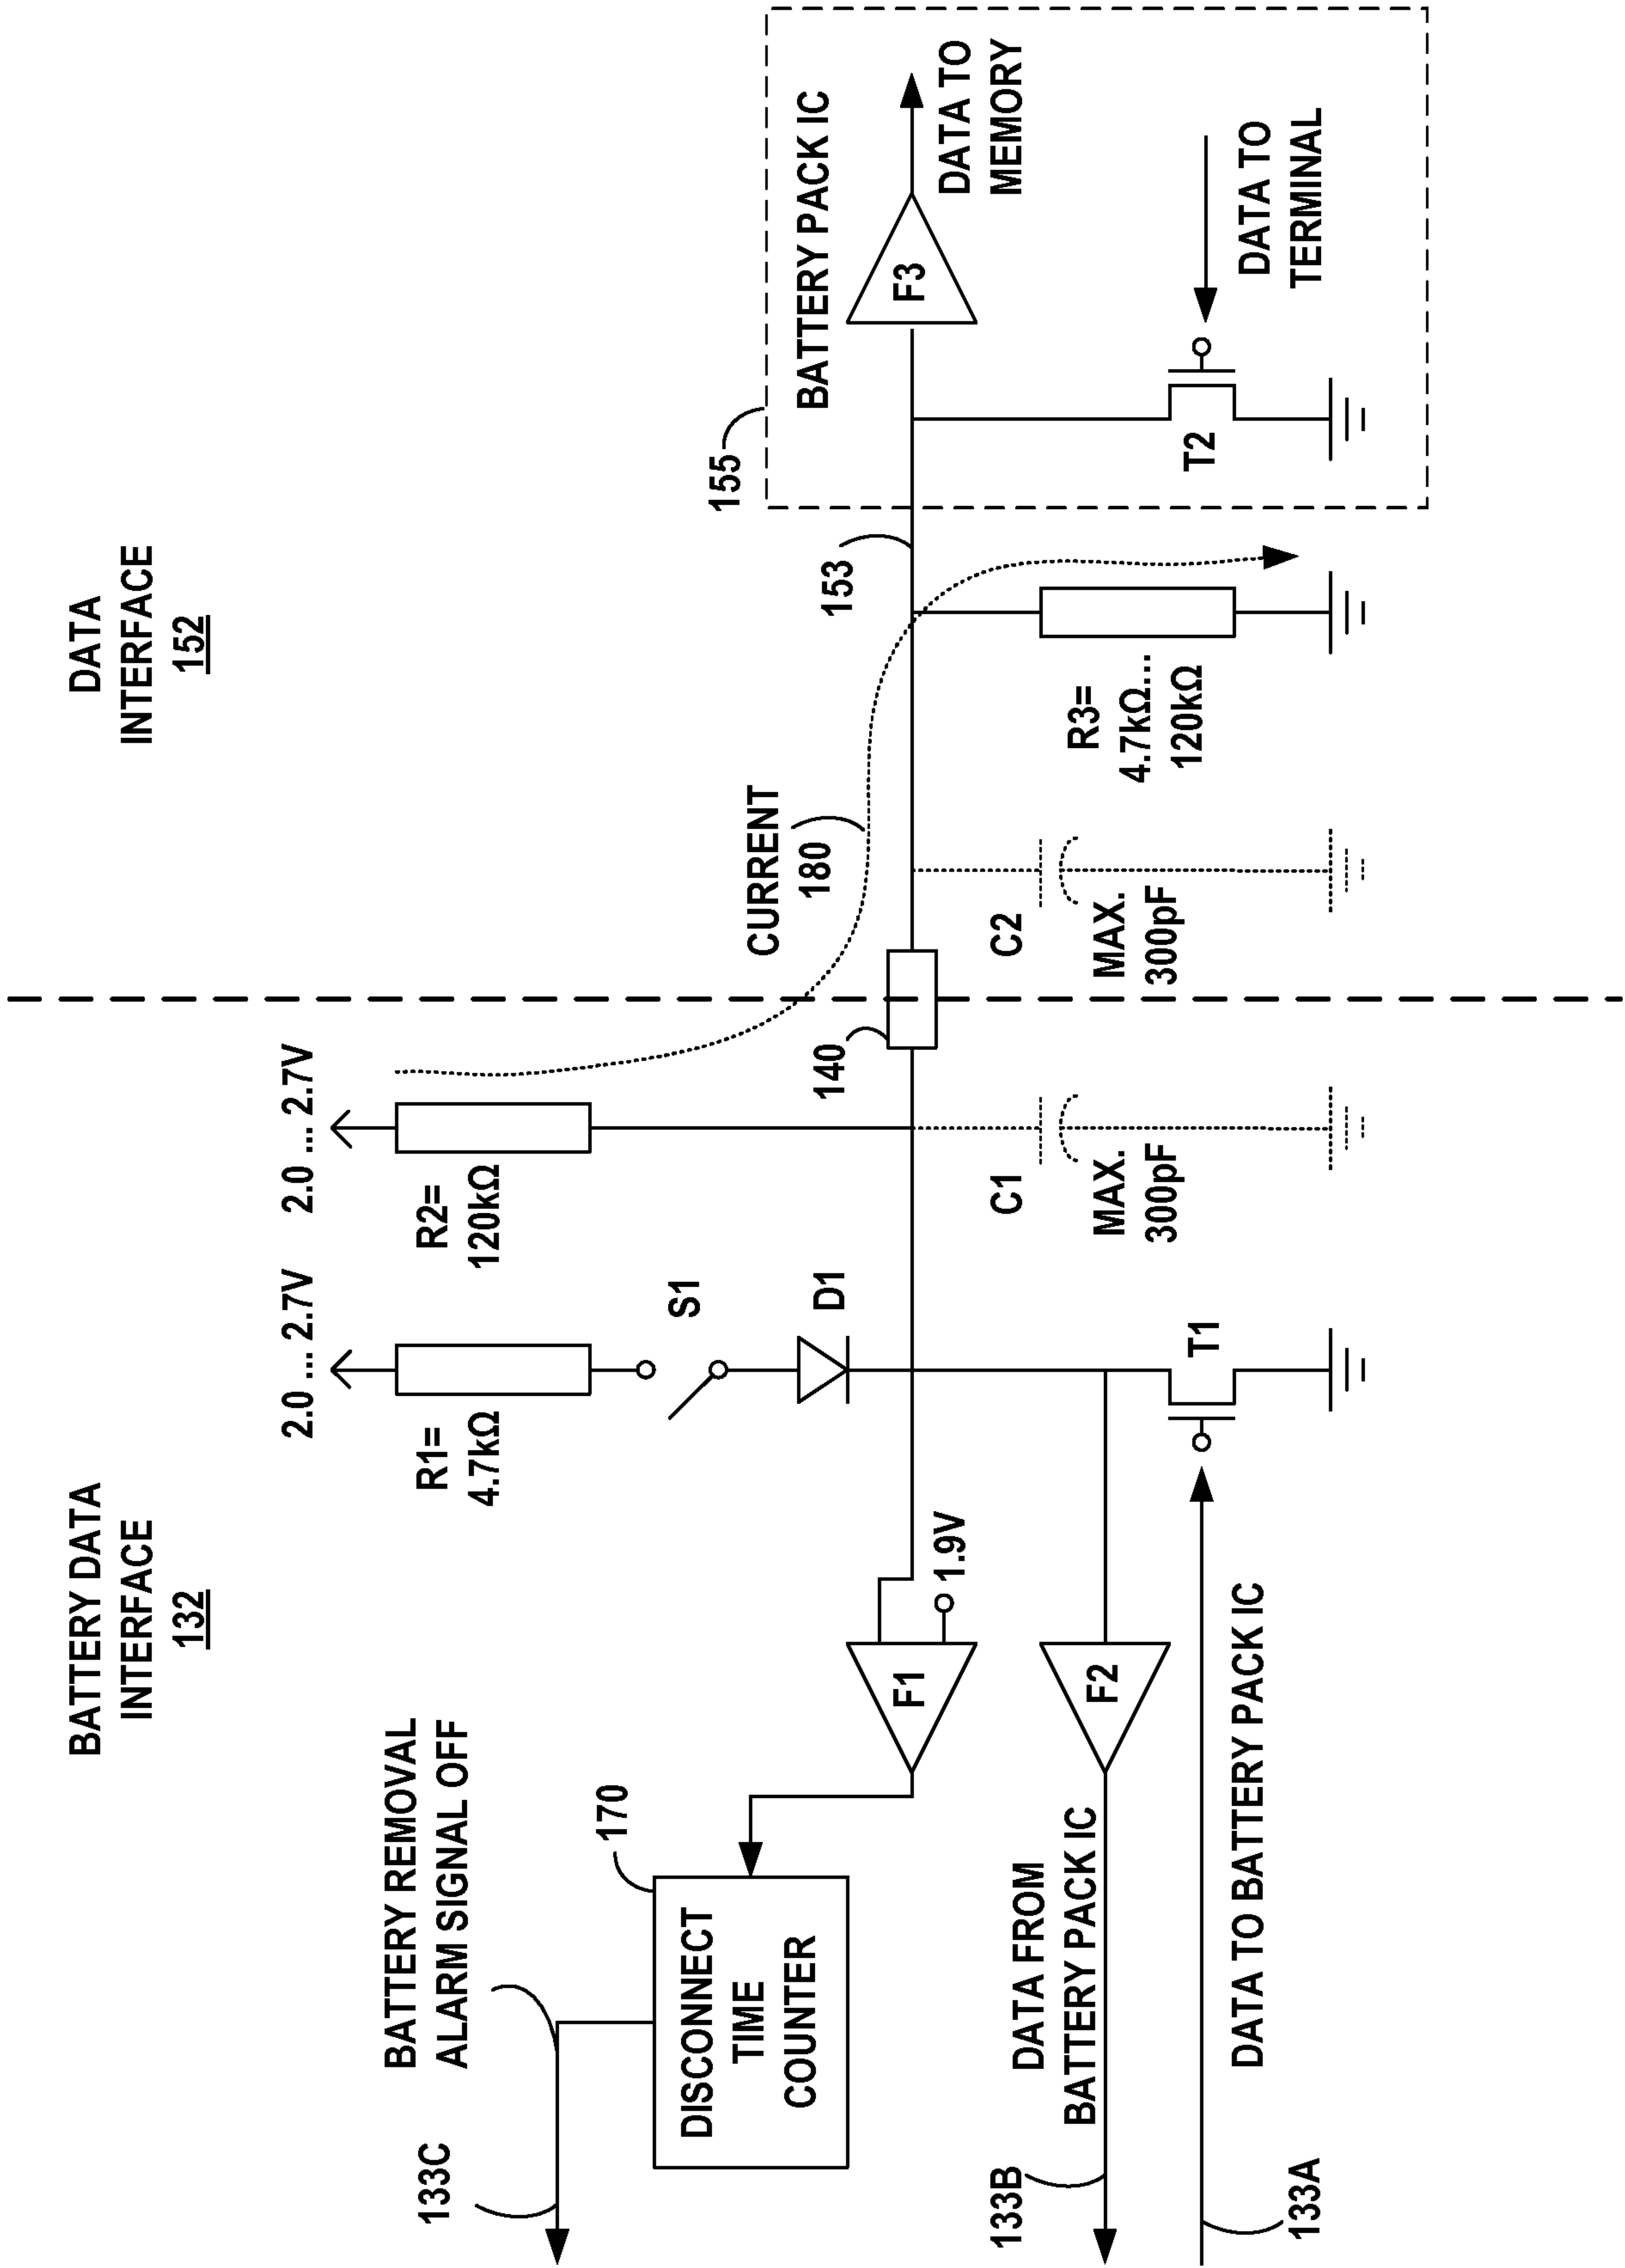 BATTERY DATA
INTERFACE
132
DATA
INTERFACE
152
2.0 ... 2.7V
2.0 ... 2.7V
R1=
4.7kΩ
R2=
120kΩ
BATTERY REMOVAL
ALARM SIGNAL OFF
133C
170
DISCONNECT
TIME
COUNTER
S1
D1
140
CURRENT
180
153
155
BATTERY PACK IC
F1
1.9V
F3
DATA TO
MEMORY
DATA FROM
BATTERY PACK IC
133B
F2
C1
MAX.
300pF
C2
MAX.
300pF
R3=
4.7kΩ...
120kΩ
T1
T2
DATA TO
TERMINAL
DATA TO BATTERY PACK IC
133A